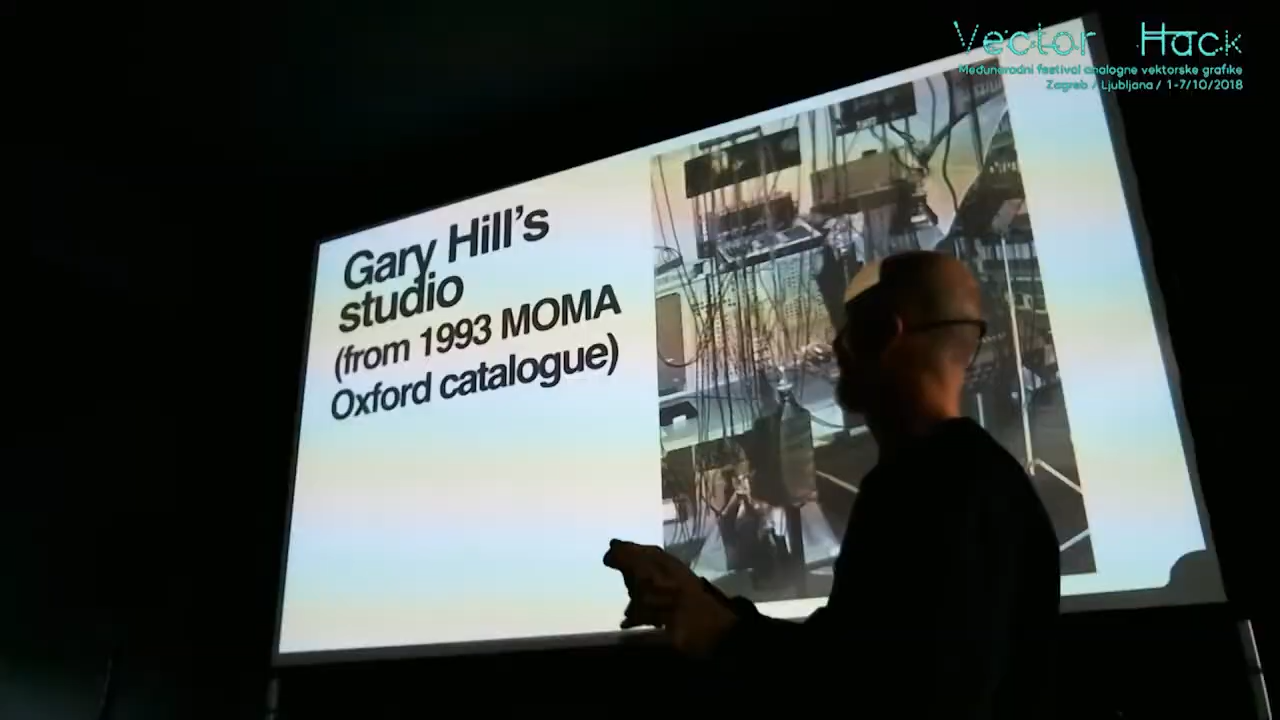 Vector Hack
Međunarodni festival analogne vektorske grafike
Zagreb / Ljubljana / 1-7/10/2018
Gary Hill's
studio
(from 1993 MOMA
Oxford catalogue)